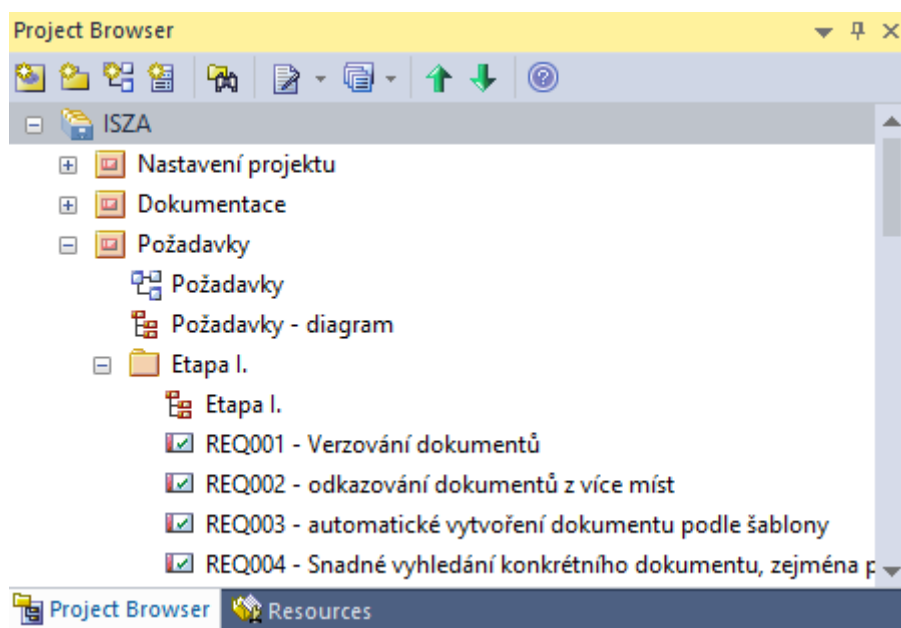 Project Browser
ISZA
Nastavení projektu
Dokumentace
Požadavky
Požadavky
Požadavky - diagram
Etapa I.
Etapa I.
REQ001 - Verzování dokumentů
REQ002 - odkazování dokumentů z více míst
REQ003 - automatické vytvoření dokumentu podle šablony
REQ004 - Snadné vyhledání konkrétního dokumentu, zejména p
Project Browser Resources